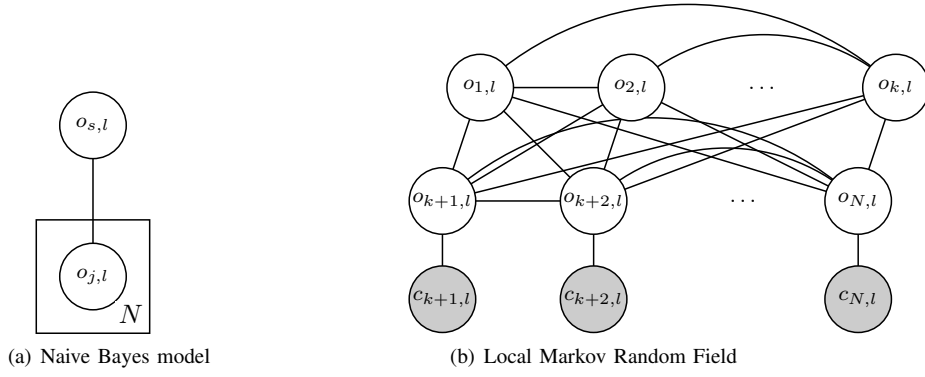 o_{1,l} o_{2,l} ... o_{k,l}
o_{s,l}
o_{k+1,l} o_{k+2,l} ... o_{N,l}
o_{j,l}
N
c_{k+1,l} c_{k+2,l} c_{N,l}
(a) Naive Bayes model
(b) Local Markov Random Field